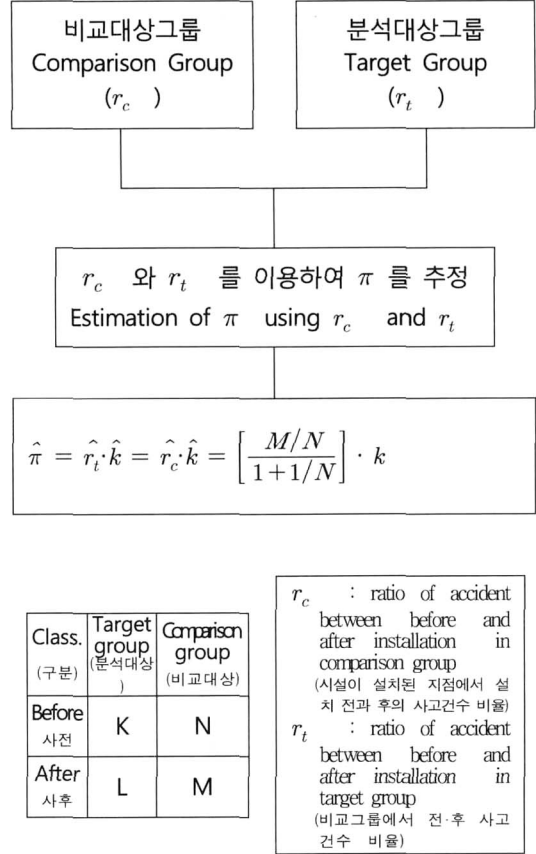 비교대상그룹
Comparison Group
(r_c )
분석대상그룹
Target Group
(r_t )
r_c 와 r_t 를 이용하여 π 를 추정
Estimation of π using r_c and r_t
π̂ = r̂_t·k̂ = r̂_c·k̂ = [ (M/N) / (1+1/N) ] · k
Class.
(구분)
Target
group
(분석대상
)
Comparison
group
(비교대상)
Before
사전
K
N
After
사후
L
M
r_c : ratio of accident
between before and
after installation in
comparison group
(시설이 설치된 지점에서 설
치 전과 후의 사고건수 비율)
r_t : ratio of accident
between before and
after installation in
target group
(비교그룹에서 전·후 사고
건수 비율)